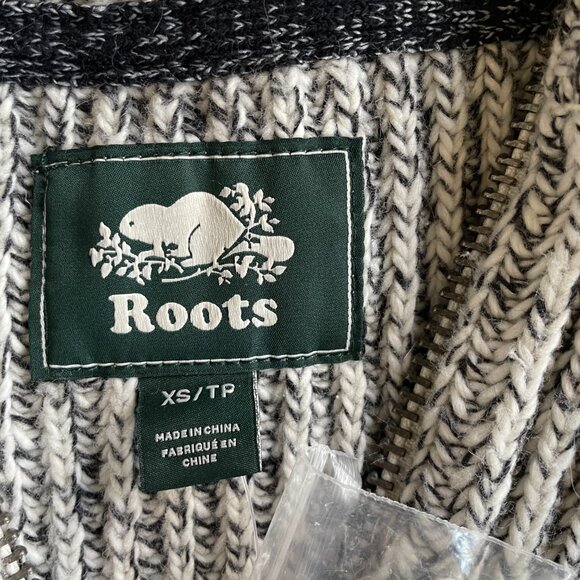 Roots
XS/TP
MADE IN CHINA
FABRIQUÉ EN
CHINE